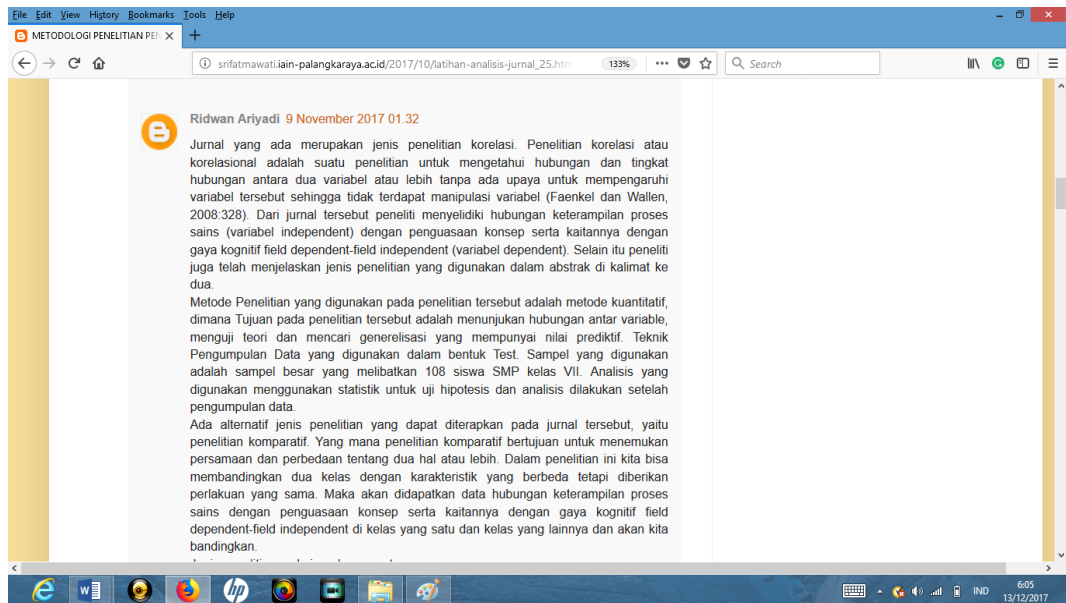 File Edit View History Bookmarks Tools Help
METODOLOGI PENELITIAN PEN
srifatmawati.iain-palangkaraya.ac.id/2017/10/latihan-analisis-jurnal_25.htm 133% Search
Ridwan Ariyadi 9 November 2017 01.32
Jurnal yang ada merupakan jenis penelitian korelasi. Penelitian korelasi atau
korelasional adalah suatu penelitian untuk mengetahui hubungan dan tingkat
hubungan antara dua variabel atau lebih tanpa ada upaya untuk mempengaruhi
variabel tersebut sehingga tidak terdapat manipulasi variabel (Faenkel dan Wallen,
2008:328). Dari jurnal tersebut peneliti menyelidiki hubungan keterampilan proses
sains (variabel independent) dengan penguasaan konsep serta kaitannya dengan
gaya kognitif field dependent-field independent (variabel dependent). Selain itu peneliti
juga telah menjelaskan jenis penelitian yang digunakan dalam abstrak di kalimat ke
dua.
Metode Penelitian yang digunakan pada penelitian tersebut adalah metode kuantitatif,
dimana Tujuan pada penelitian tersebut adalah menunjukan hubungan antar variable,
menguji teori dan mencari generelisasi yang mempunyai nilai prediktif. Teknik
Pengumpulan Data yang digunakan dalam bentuk Test. Sampel yang digunakan
adalah sampel besar yang melibatkan 108 siswa SMP kelas VII. Analisis yang
digunakan menggunakan statistik untuk uji hipotesis dan analisis dilakukan setelah
pengumpulan data.
Ada alternatif jenis penelitian yang dapat diterapkan pada jurnal tersebut, yaitu
penelitian komparatif. Yang mana penelitian komparatif bertujuan untuk menemukan
persamaan dan perbedaan tentang dua hal atau lebih. Dalam penelitian ini kita bisa
membandingkan dua kelas dengan karakteristik yang berbeda tetapi diberikan
perlakuan yang sama. Maka akan didapatkan data hubungan keterampilan proses
sains dengan penguasaan konsep serta kaitannya dengan gaya kognitif field
dependent-field independent di kelas yang satu dan kelas yang lainnya dan akan kita
bandingkan.
IND 6:05
13/12/2017